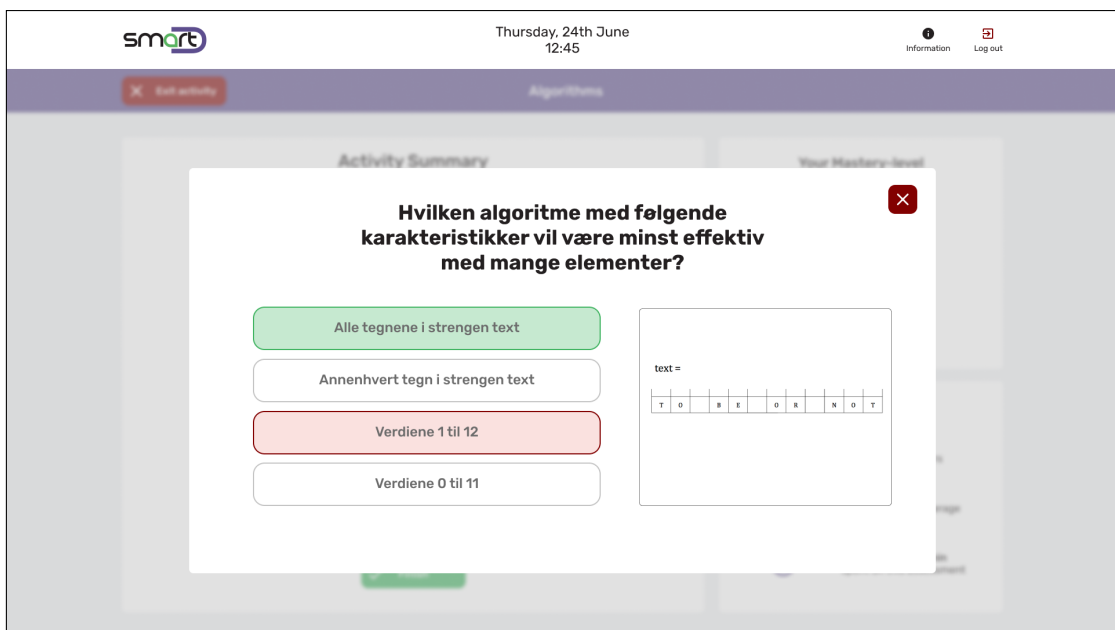 smart
Thursday, 24th June
12:45
Information
Log out
Exit activity
Algorithms
Activity Summary
Your Mastery-level
Hvilken algoritme med følgende
karakteristikker vil være minst effektiv
med mange elementer?
Alle tegnene i strengen text
Annenhvert tegn i strengen text
Verdiene 1 til 12
Verdiene 0 til 11
text =
T O B E O R N O T